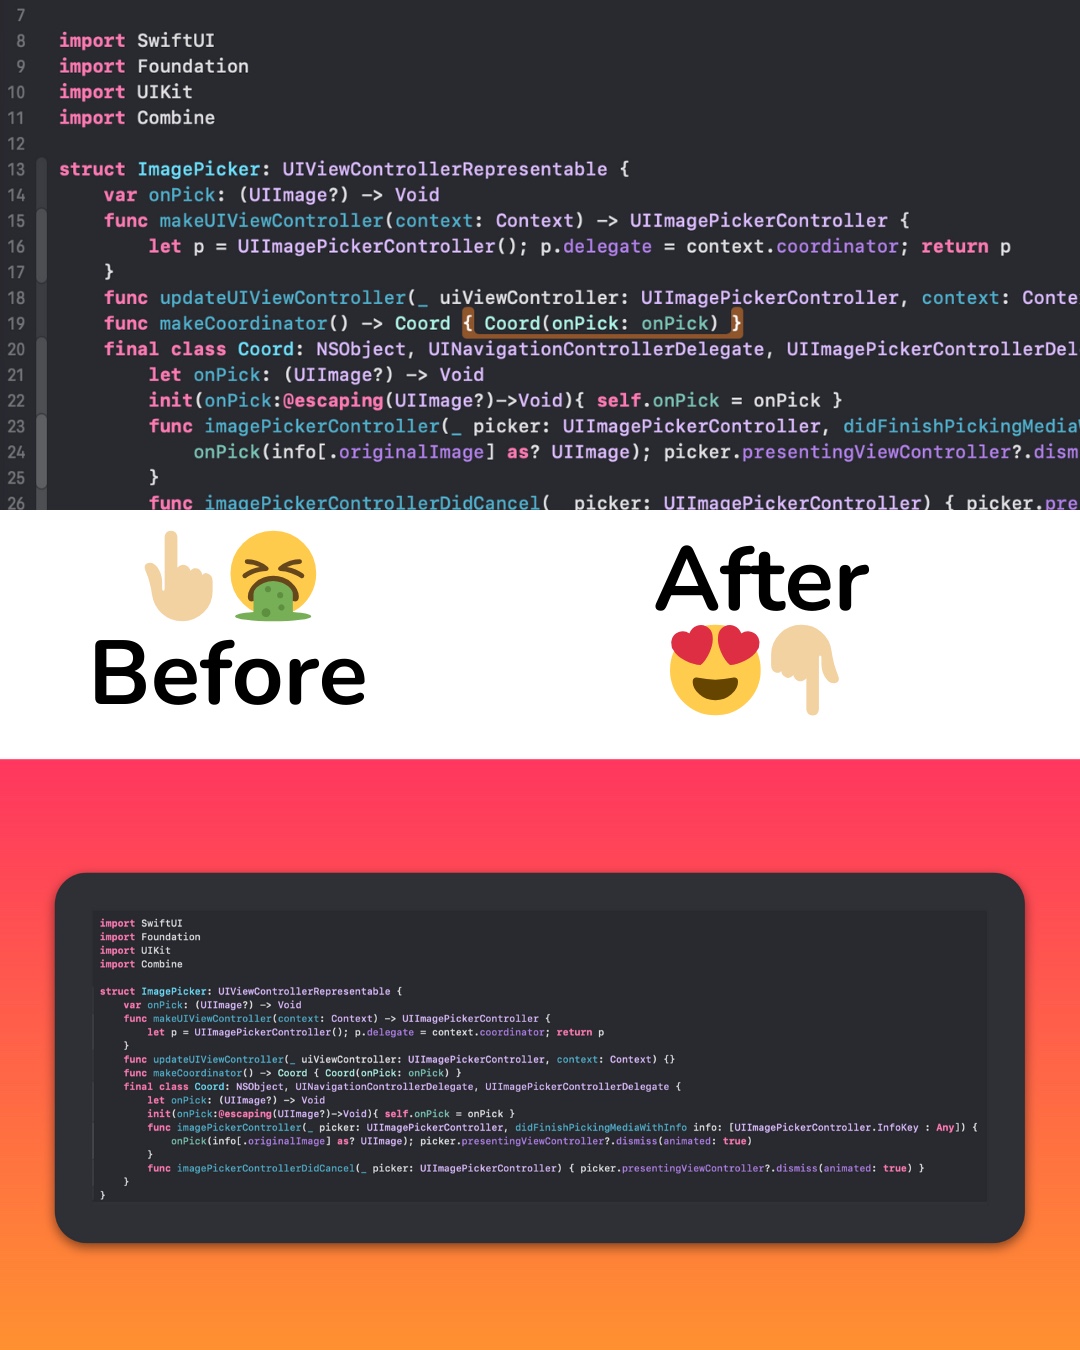 7
8 import SwiftUI
9 import Foundation
10 import UIKit
11 import Combine
12
13 struct ImagePicker: UIViewControllerRepresentable {
14 var onPick: (UIImage?) -> Void
15 func makeUIViewController(context: Context) -> UIImagePickerController {
16 let p = UIImagePickerController(); p.delegate = context.coordinator; return p
17 }
18 func updateUIViewController(_ uiViewController: UIImagePickerController, context: Conte
19 func makeCoordinator() -> Coord { Coord(onPick: onPick) }
20 final class Coord: NSObject, UINavigationControllerDelegate, UIImagePickerControllerDel
21 let onPick: (UIImage?) -> Void
22 init(onPick:@escaping(UIImage?)->Void){ self.onPick = onPick }
23 func imagePickerController(_ picker: UIImagePickerController, didFinishPickingMediaW
24 onPick(info[.originalImage] as? UIImage); picker.presentingViewController?.dism
25 }
26 func imagePickerControllerDidCancel(_ picker: UIImagePickerController) { picker.pre
Before
After
import SwiftUI
import Foundation
import UIKit
import Combine
struct ImagePicker: UIViewControllerRepresentable {
var onPick: (UIImage?) -> Void
func makeUIViewController(context: Context) -> UIImagePickerController {
let p = UIImagePickerController(); p.delegate = context.coordinator; return p
}
func updateUIViewController(_ uiViewController: UIImagePickerController, context: Context) {}
func makeCoordinator() -> Coord { Coord(onPick: onPick) }
final class Coord: NSObject, UINavigationControllerDelegate, UIImagePickerControllerDelegate {
let onPick: (UIImage?) -> Void
init(onPick:@escaping(UIImage?)->Void){ self.onPick = onPick }
func imagePickerController(_ picker: UIImagePickerController, didFinishPickingMediaWithInfo info: [UIImagePickerController.InfoKey : Any]) {
onPick(info[.originalImage] as? UIImage); picker.presentingViewController?.dismiss(animated: true)
}
func imagePickerControllerDidCancel(_ picker: UIImagePickerController) { picker.presentingViewController?.dismiss(animated: true) }
}
}